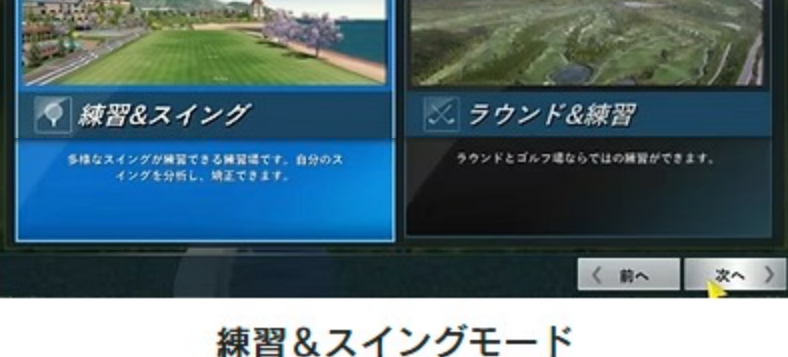 練習&スイング
多様なスイングが練習できる練習場です。自分のス
イングを分析し、矯正できます。
ラウンド&練習
ラウンドとゴルフ場ならではの練習ができます。
前へ
次へ
練習＆スイングモード